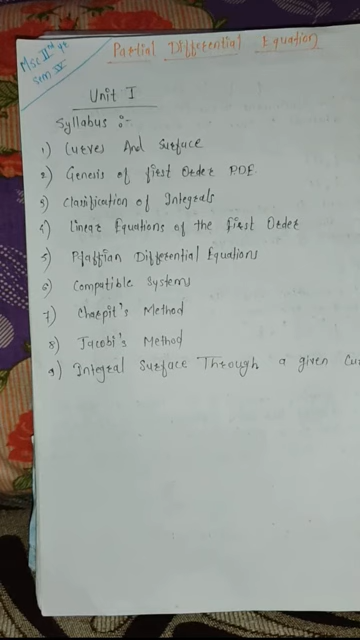 Msc IInd yr
Sem IV
Partial Differential Equation
Unit I
Syllabus :-
1) Curves And Surface
2) Genesis of first Order P.D.E.
3) Classification of Integrals
4) Linear Equations of the First Order
5) Pfaffian Differential Equations
6) Compatible Systems
7) Charpit's Method
8) Jacobi's Method
9) Integral Surface Through a given